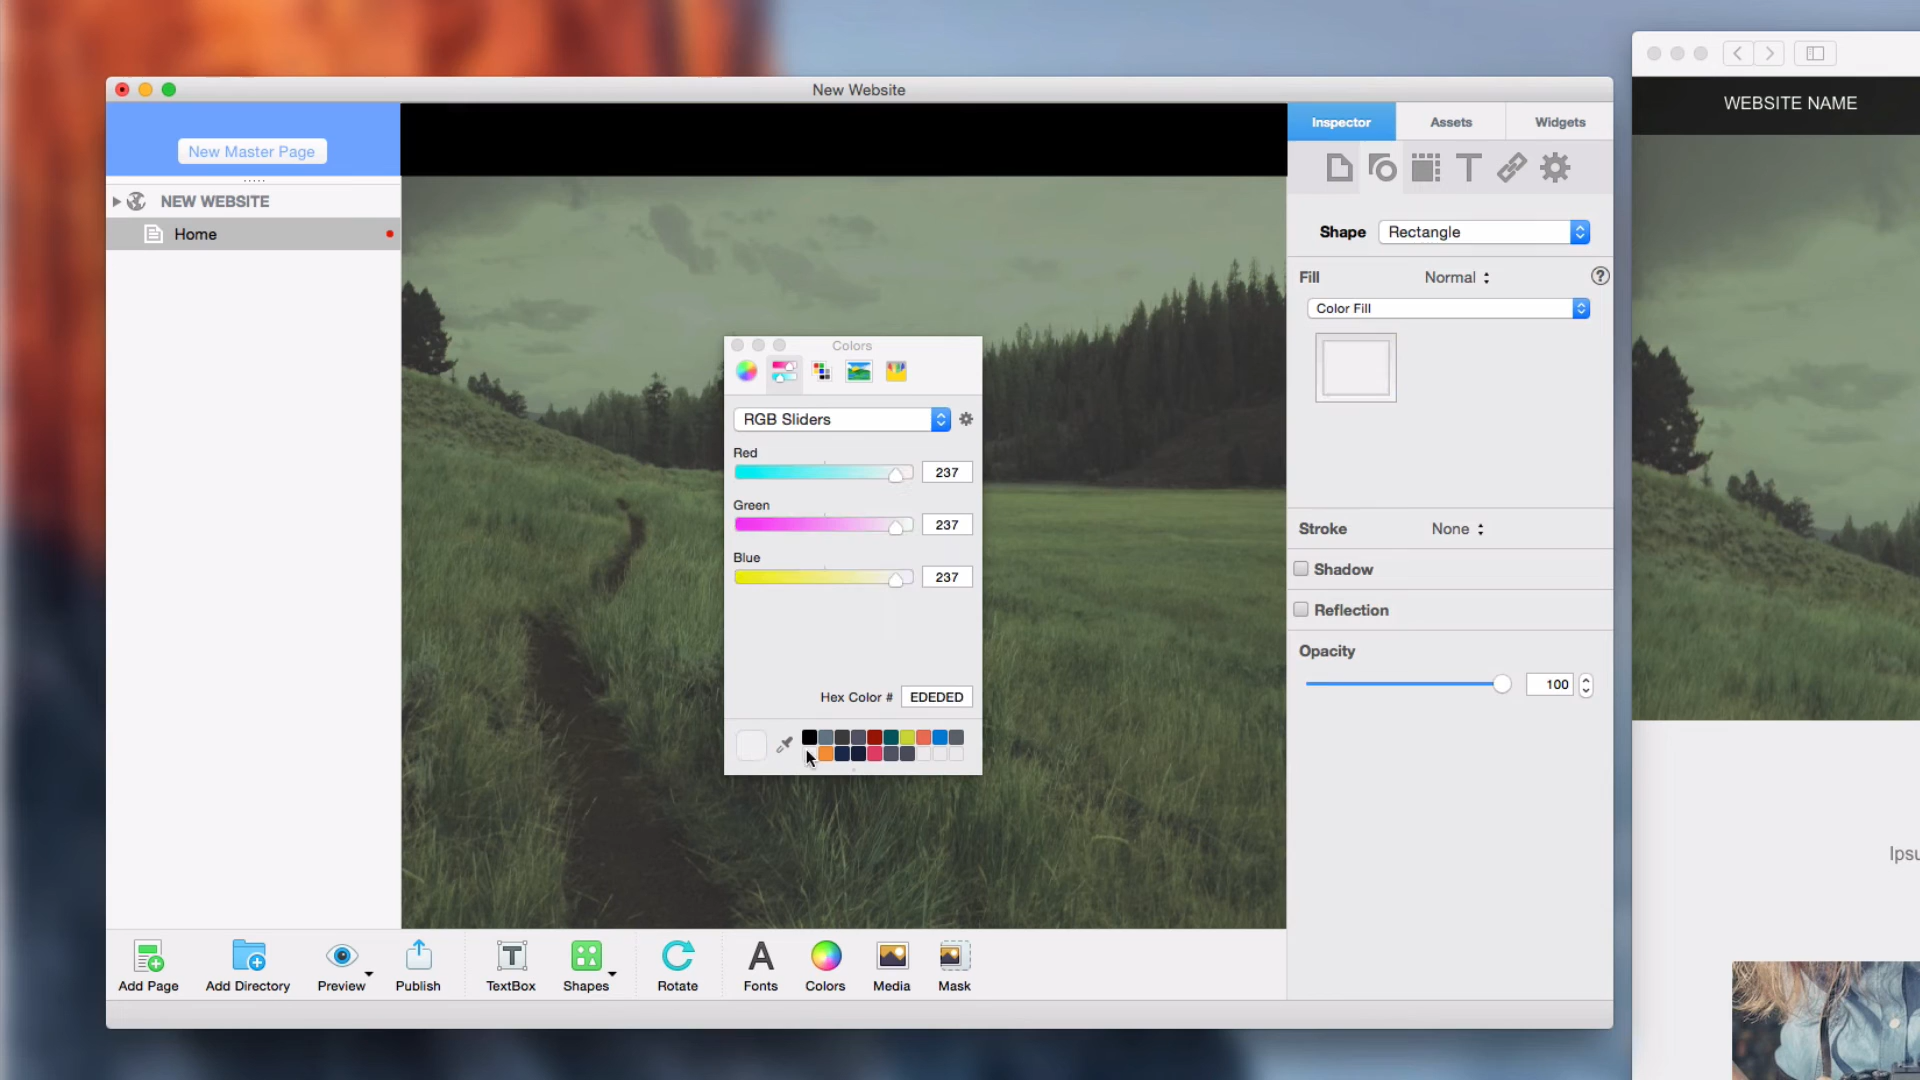 New Website
New Master Page
NEW WEBSITE
Home
Inspector
Assets
Widgets
T
Shape
Rectangle
Fill
Normal
?
Color Fill
Stroke
None
Shadow
Reflection
Opacity
100
Colors
RGB Sliders
Red
237
Green
237
Blue
237
Hex Color #
EDEDED
Add Page
Add Directory
Preview
Publish
T
TextBox
Shapes
Rotate
A
Fonts
Colors
Media
Mask
WEBSITE NAME